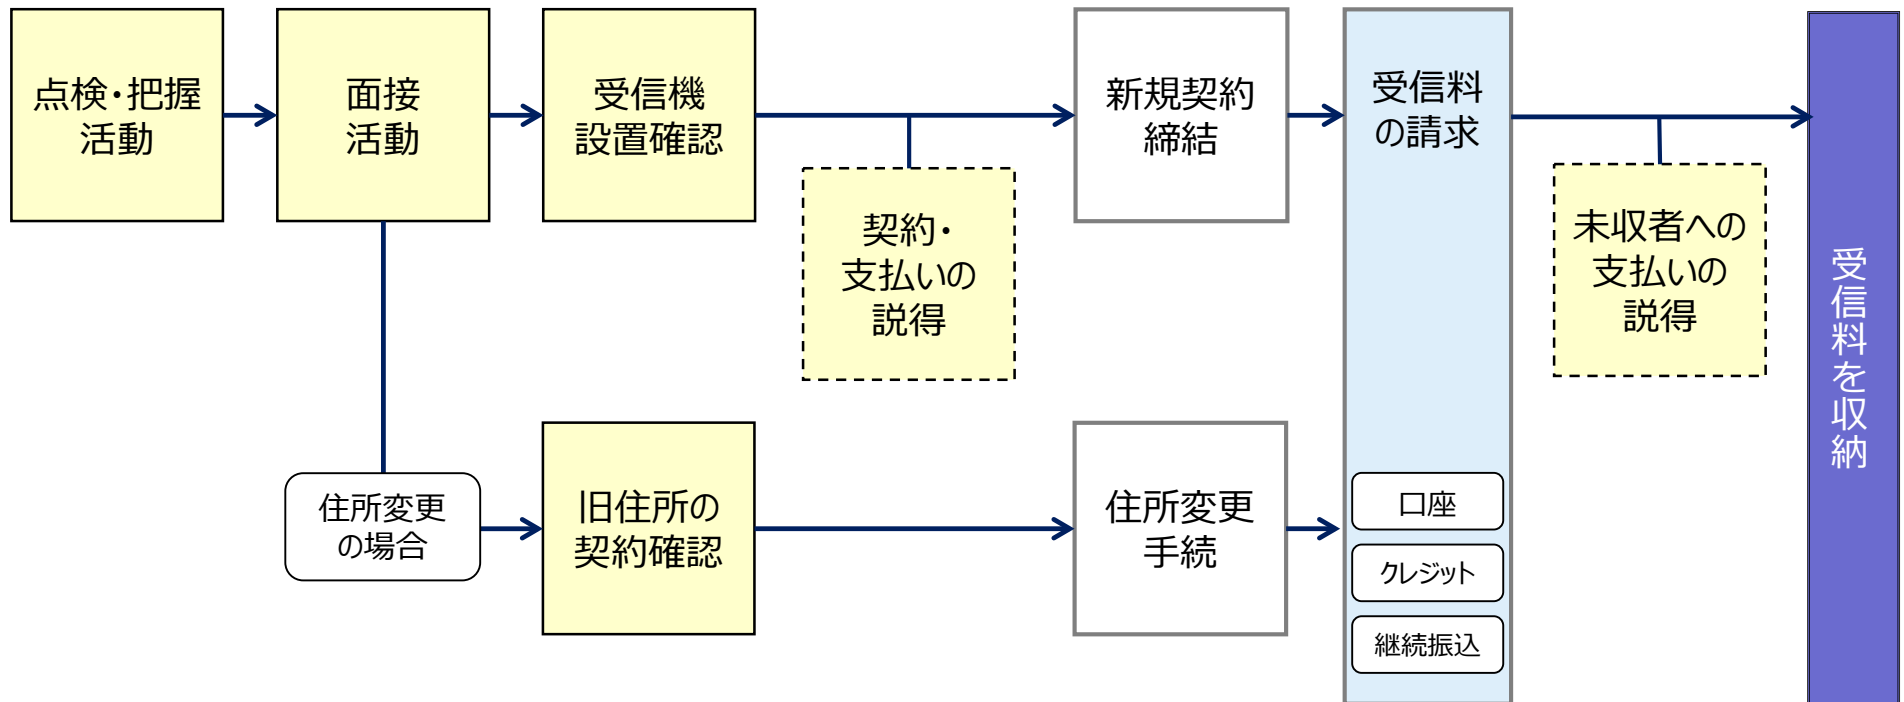 点検・把握
活動
面接
活動
受信機
設置確認
契約・
支払いの
説得
新規契約
締結
受信料
の請求
未収者への
支払いの
説得
受信料を収納
住所変更
の場合
旧住所の
契約確認
住所変更
手続
口座
クレジット
継続振込